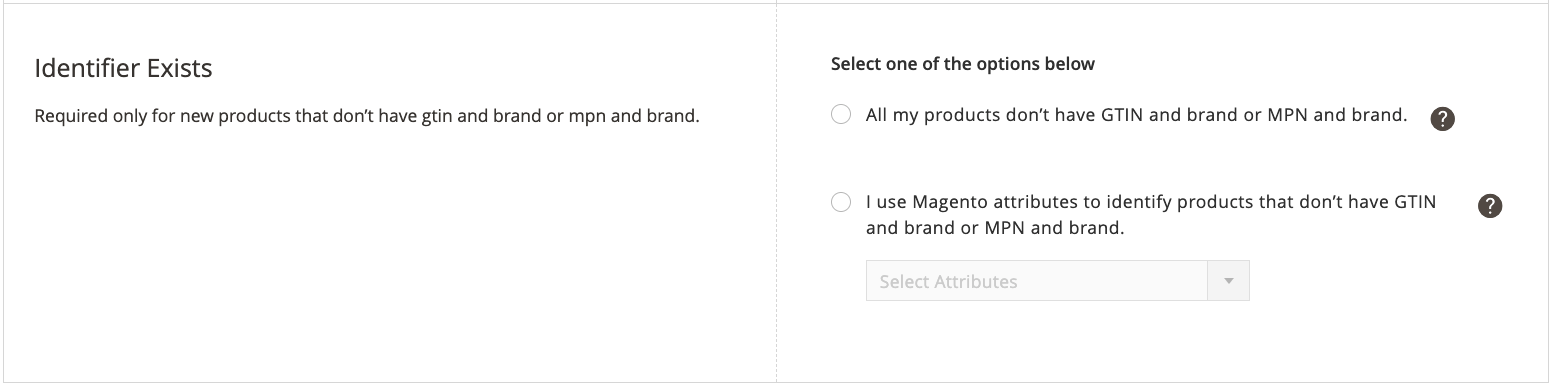 Identifier Exists
Required only for new products that don’t have gtin and brand or mpn and brand.
Select one of the options below
All my products don’t have GTIN and brand or MPN and brand.
?
I use Magento attributes to identify products that don’t have GTIN
and brand or MPN and brand.
?
Select Attributes